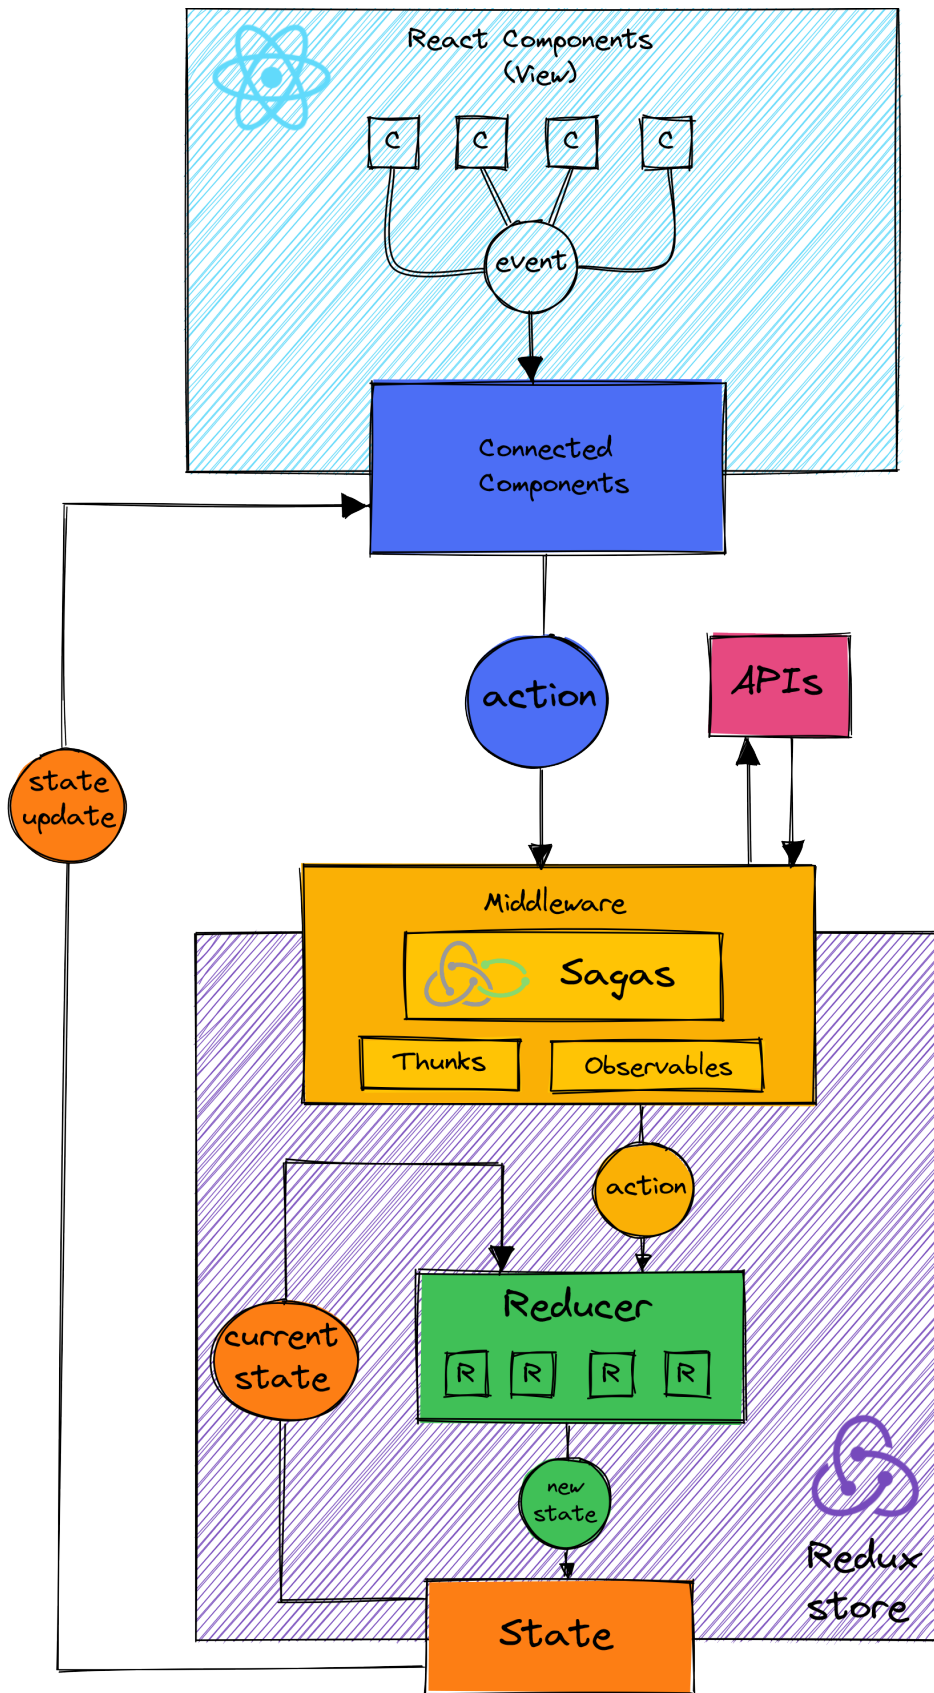 React Components
(View)
C C C C
event
Connected
Components
action
APIs
state
update
Middleware
Sagas
Thunks
Observables
action
Reducer
R R R R
current
state
new
state
Redux
store
State